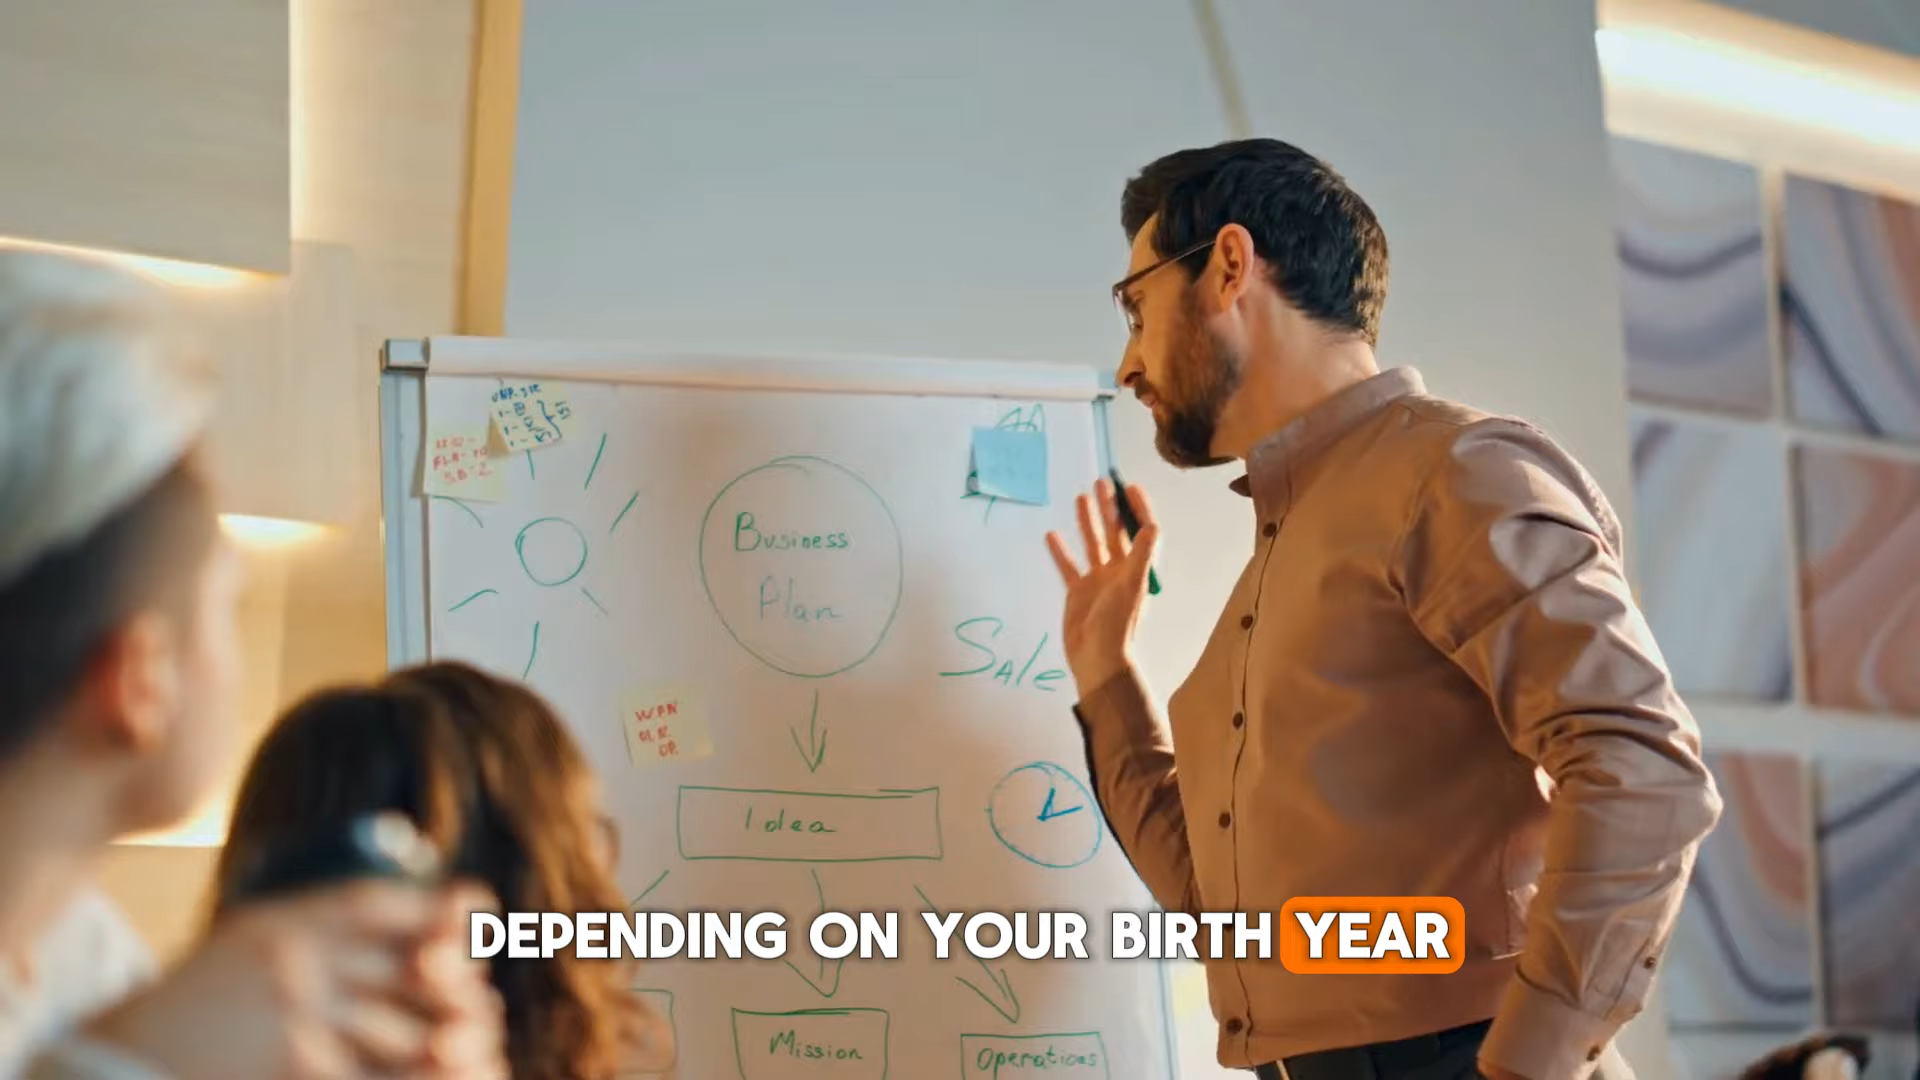 Business
Plan
Sale
Idea
DEPENDING ON YOUR BIRTH YEAR
Mission
Operations